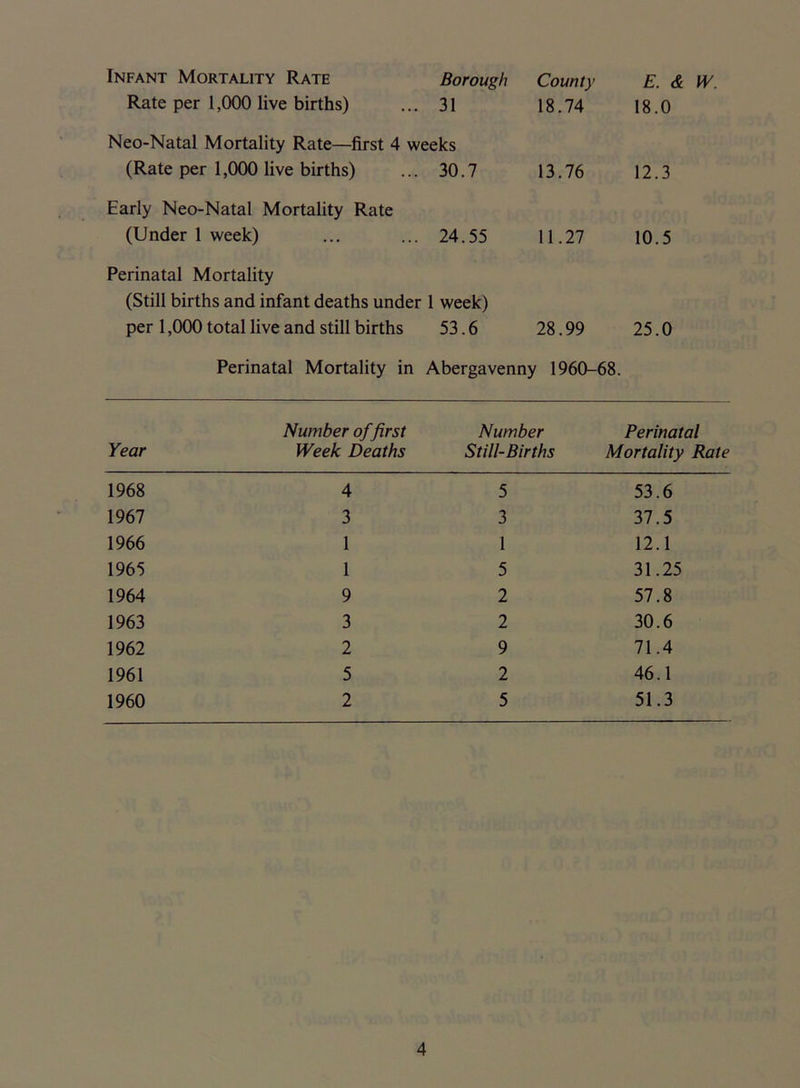 INFANT MORTALITY RATE Borough County E. & W.
Rate per 1,000 live births) ... 31 18.74 18.0
Neo-Natal Mortality Rate—first 4 weeks
(Rate per 1,000 live births) ... 30.7 13.76 12.3
Early Neo-Natal Mortality Rate
(Under 1 week) ... ... 24.55 11.27 10.5
Perinatal Mortality
(Still births and infant deaths under 1 week)
per 1,000 total live and still births 53.6 28.99 25.0
Perinatal Mortality in Abergavenny 1960-68.
Number of first Number Perinatal
Year Week Deaths Still-Births Mortality Rate
1968 4 5 53.6
1967 3 3 37.5
1966 1 1 12.1
1965 1 5 31.25
1964 9 2 57.8
1963 3 2 30.6
1962 2 9 71.4
1961 5 2 46.1
1960 2 5 51.3
4